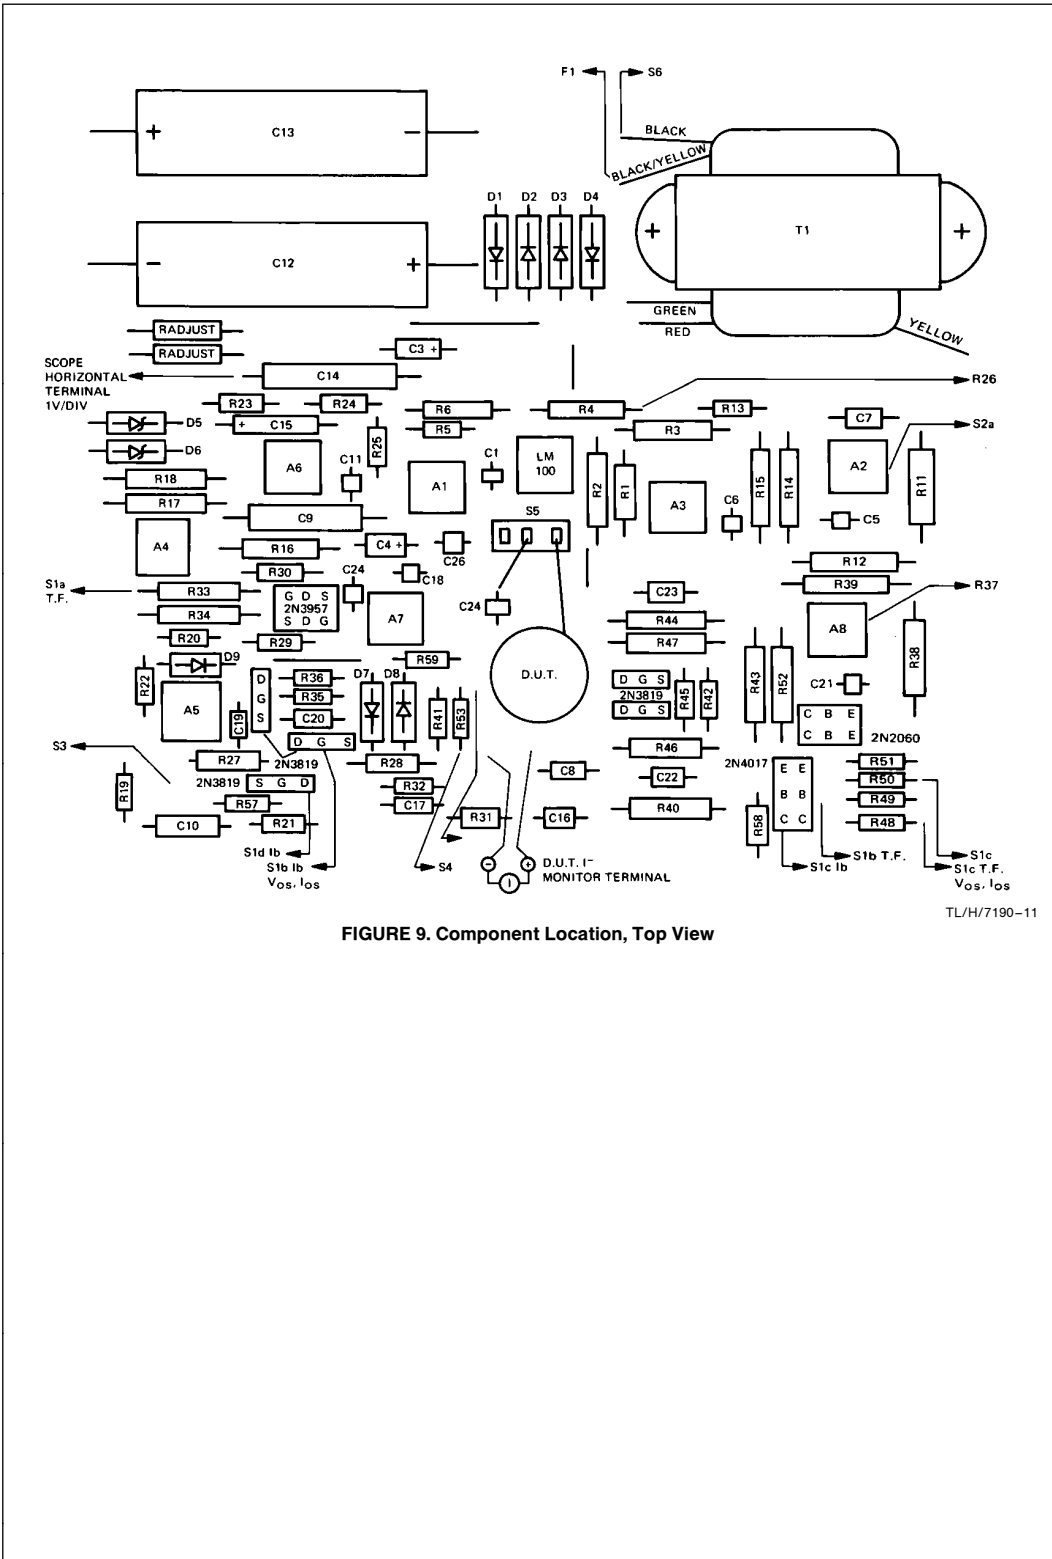 F1 S6
BLACK
+ C13 −
BLACK/YELLOW
D1 D2 D3 D4
+ T1 +
− C12 +
GREEN
RADJUST
RED
YELLOW
RADJUST
C3 +
SCOPE
HORIZONTAL
TERMINAL
1V/DIV
C14
R26
R23 R24 R6 R4 R13
C7
D5
+ C15
R5
R3
S2a
D6
A6
C11
R25
A1
C1
LM
100
R2
R1
A3
C6
R15
R14
A2
R11
R18
R17
C9
S5
C5
A4
R16
C4 +
C26
R12
S1a
T.F.
R30
C24
C18
R39
R37
R33
G D S
2N3957
S D G
C23
R34
A7
C24
R44
A8
R20
R29
R47
R38
D9
R59
D.U.T.
R22
A5
D
G
S
R36
D7 D8
R41
R53
D G S
2N3819
D G S
R45
R42
R43
R52
C21
R35
C19
C20
C B E
C B E
2N2060
S3
D G S
R46
R27
2N3819
R28
C8
2N4017
E E
B B
C C
R51
R19
2N3819
S G D
R32
C22
R50
R57
C17
R49
C10
R21
R31
C16
R40
R58
R48
S1d Ib
S1b Ib
VOS, IOS
S4
− I +
D.U.T. I−
MONITOR TERMINAL
S1c Ib
S1b T.F.
S1c
S1c T.F.
VOS, IOS
TL/H/7190–11
FIGURE 9. Component Location, Top View